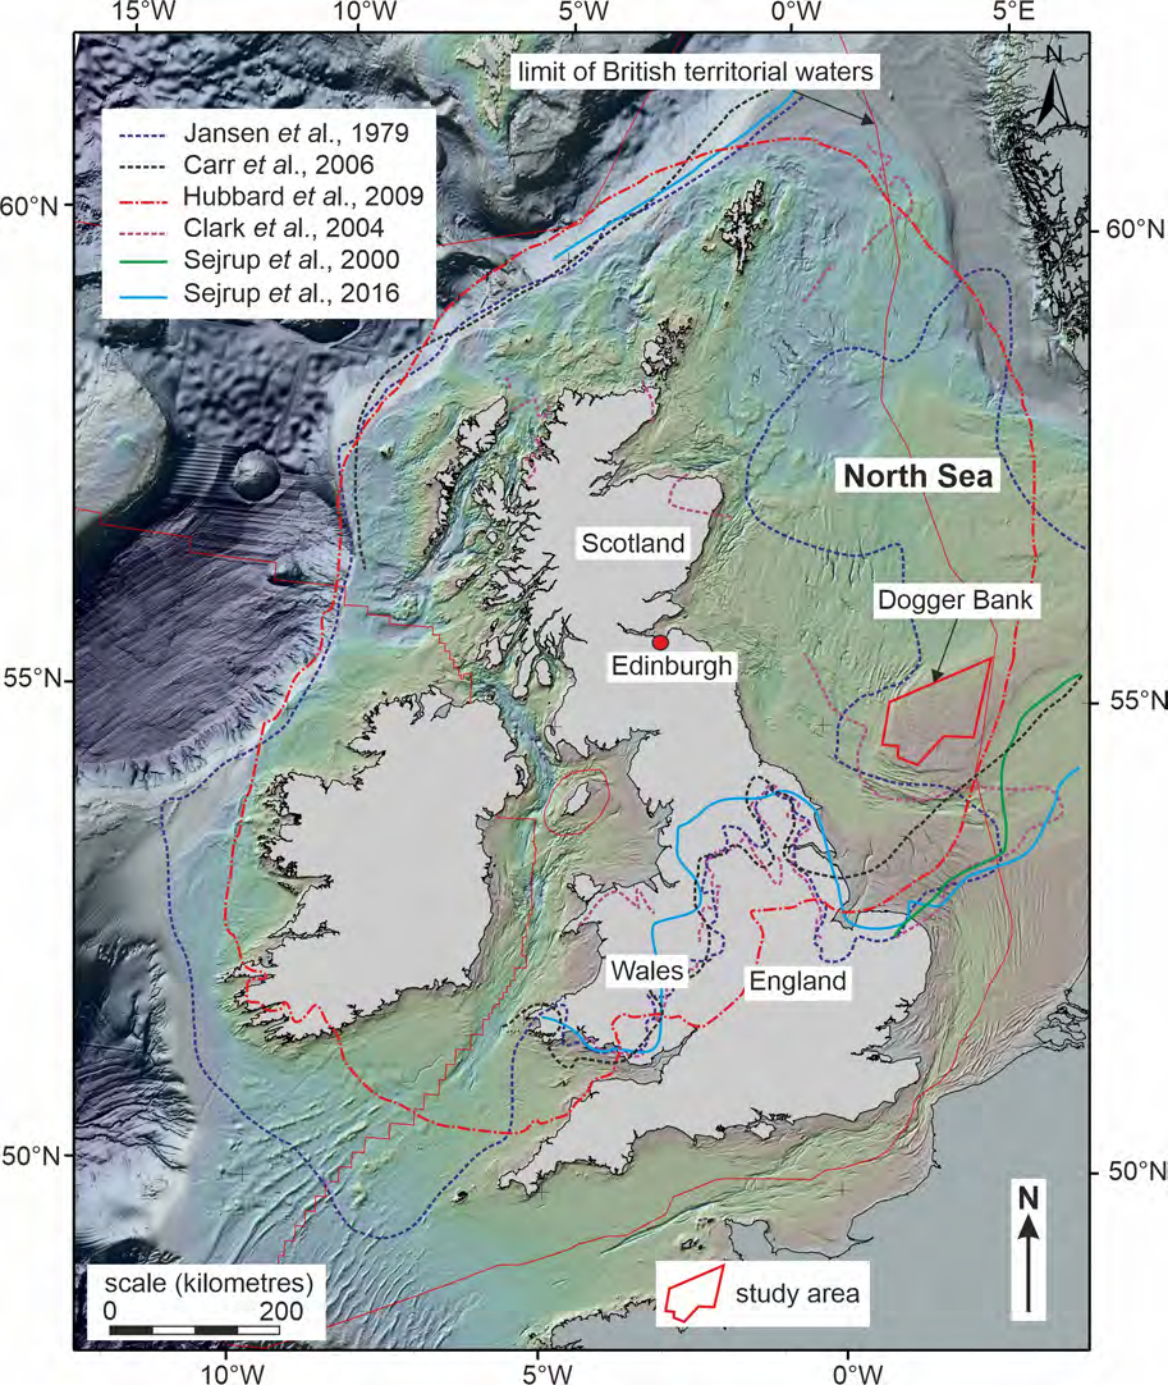 15°W 10°W 5°W 0°W 5°E
limit of British territorial waters
N
Jansen et al., 1979
Carr et al., 2006
Hubbard et al., 2009
Clark et al., 2004
Sejrup et al., 2000
Sejrup et al., 2016
60°N
60°N
North Sea
Scotland
Dogger Bank
Edinburgh
55°N
55°N
Wales
England
50°N
50°N
N
scale (kilometres)
0 200
study area
10°W 5°W 0°W